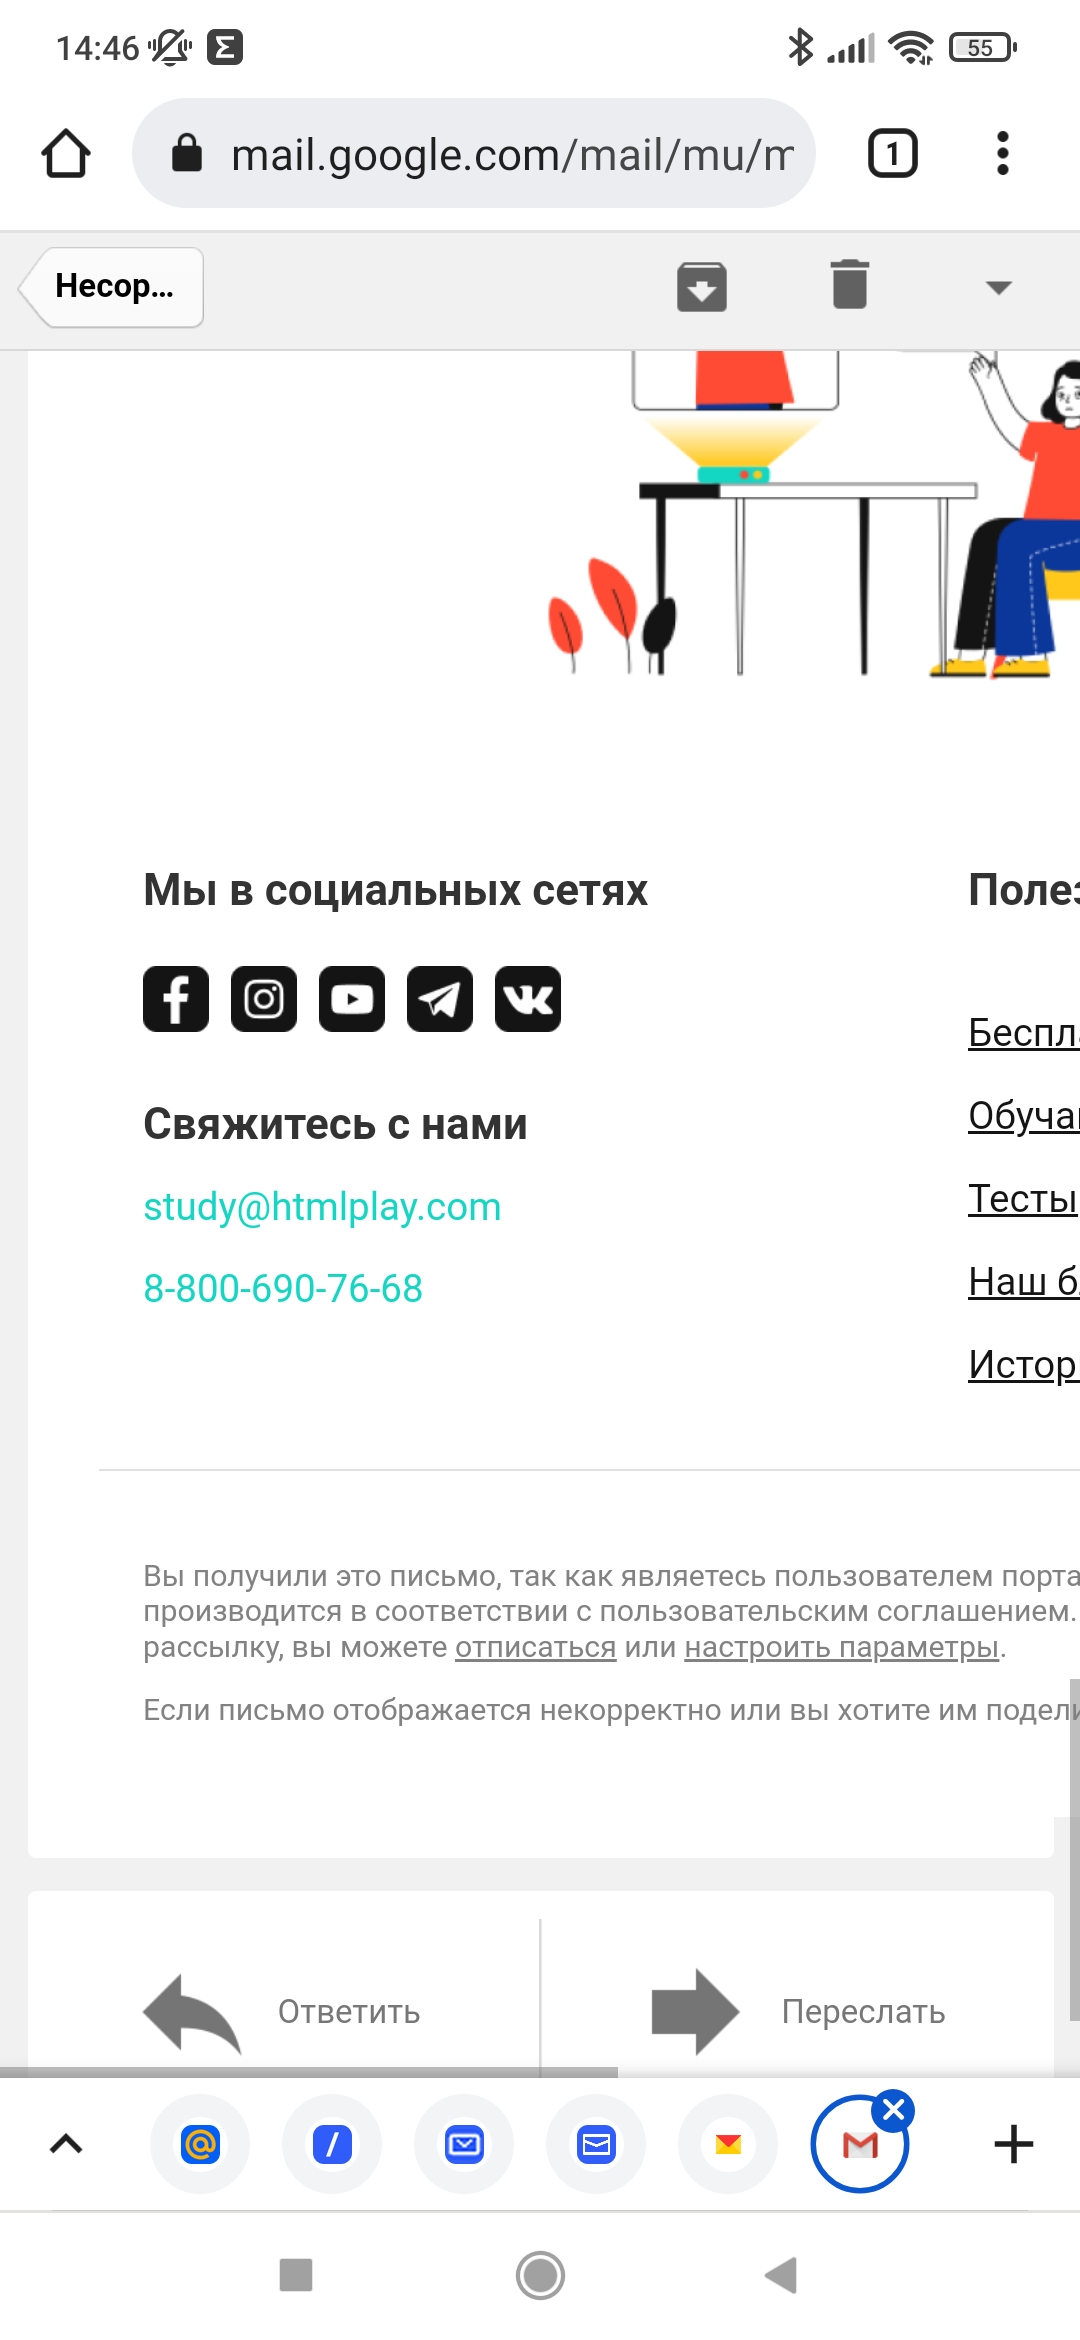 14:46
55
mail.google.com/mail/mu/m
1
Несор...
Мы в социальных сетях
Полез
Свяжитесь с нами
study@htmlplay.com
8-800-690-76-68
Беспла
Обучаю
Тесты
Наш б
Истор
Вы получили это письмо, так как являетесь пользователем порта
производится в соответствии с пользовательским соглашением.
рассылку, вы можете отписаться или настроить параметры.
Если письмо отображается некорректно или вы хотите им подели
Ответить
Переслать